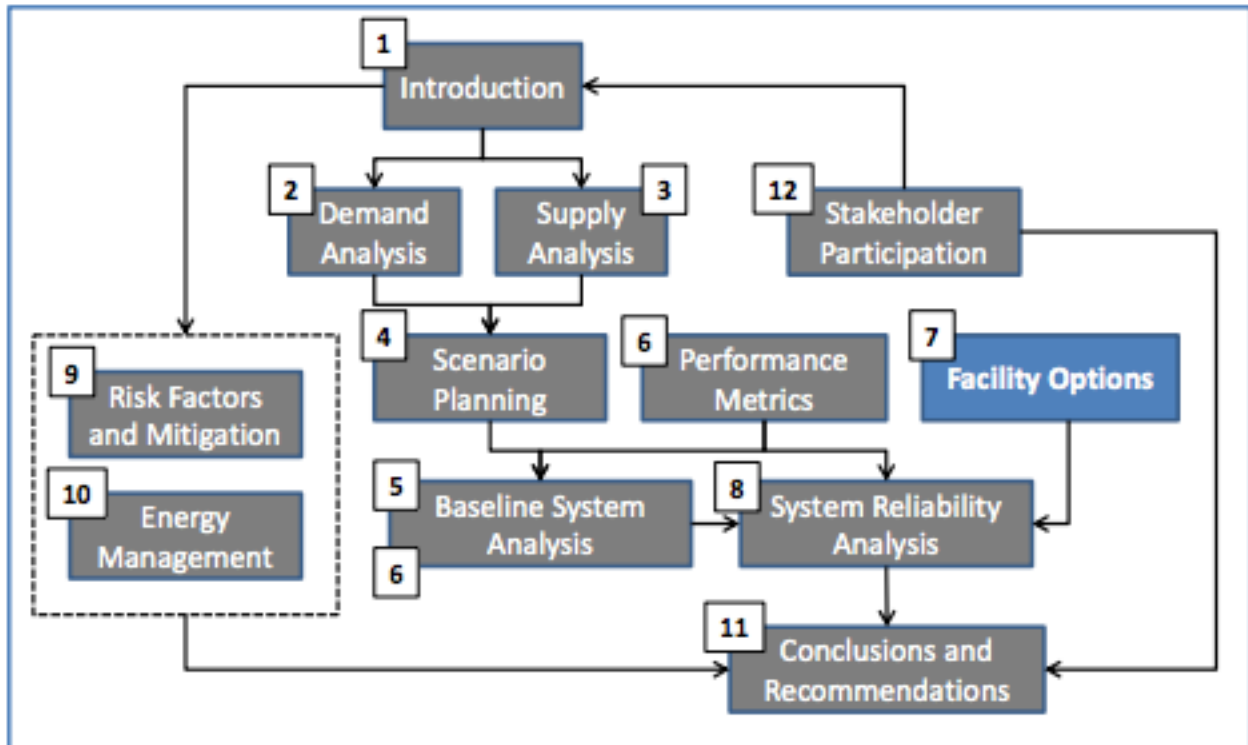 1
Introduction
2
Demand
Analysis
3
Supply
Analysis
12
Stakeholder
Participation
4
Scenario
Planning
6
Performance
Metrics
7
Facility Options
9
Risk Factors
and Mitigation
10
Energy
Management
5
Baseline System
Analysis
6
8
System Reliability
Analysis
11
Conclusions and
Recommendations